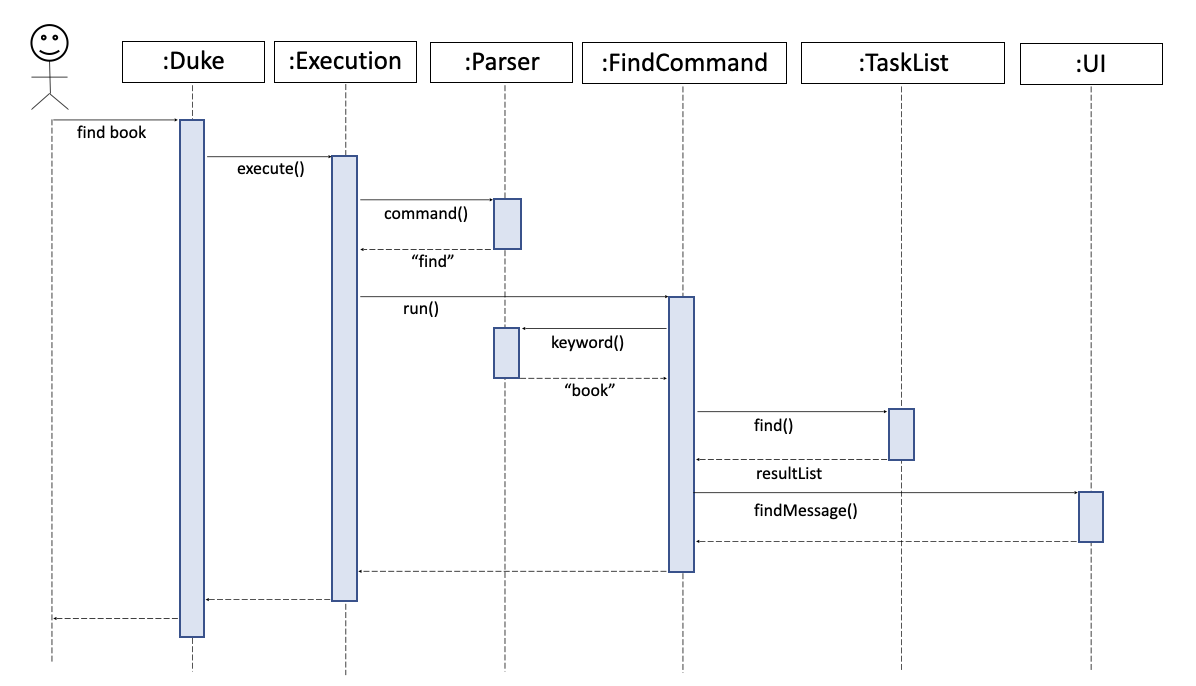 :Duke
:Execution
:Parser
:FindCommand
:TaskList
:UI
find book
execute()
command()
“find”
run()
keyword()
“book”
find()
resultList
findMessage()